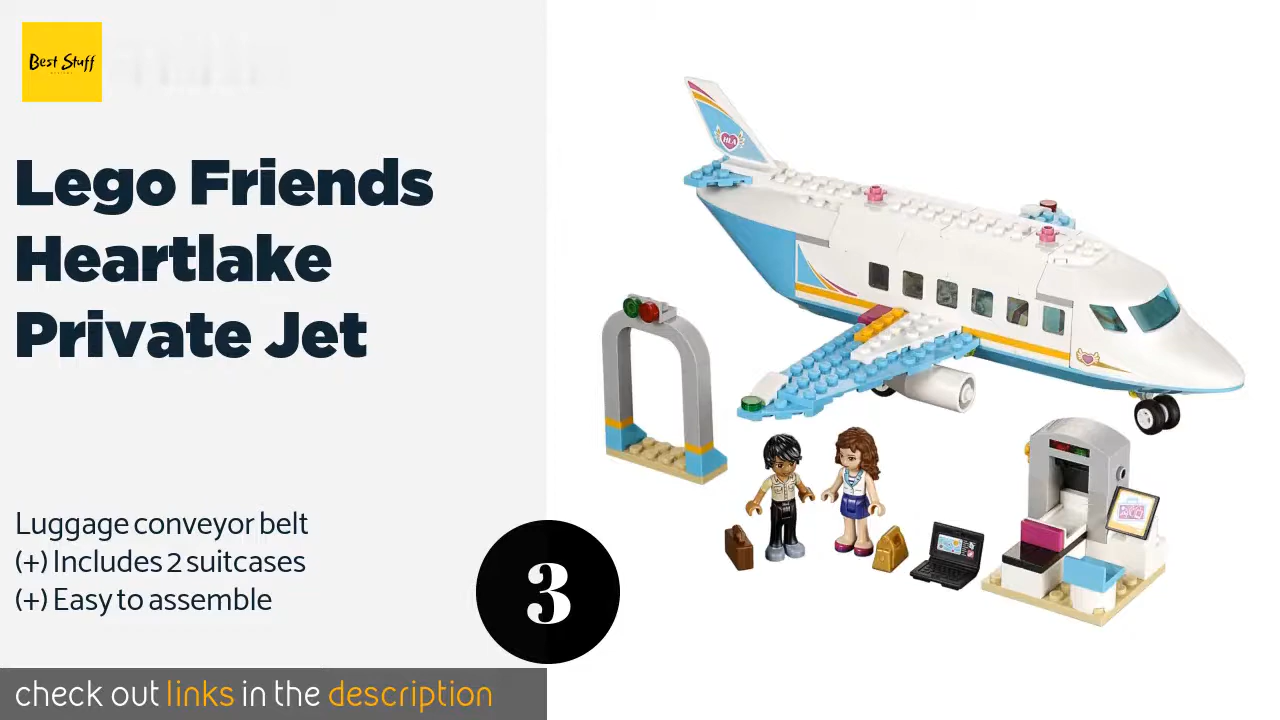 Best Stuff
Lego Friends
Heartlake
Private Jet
Luggage conveyor belt
(+) Includes 2 suitcases
(+) Easy to assemble
3
check out links in the description